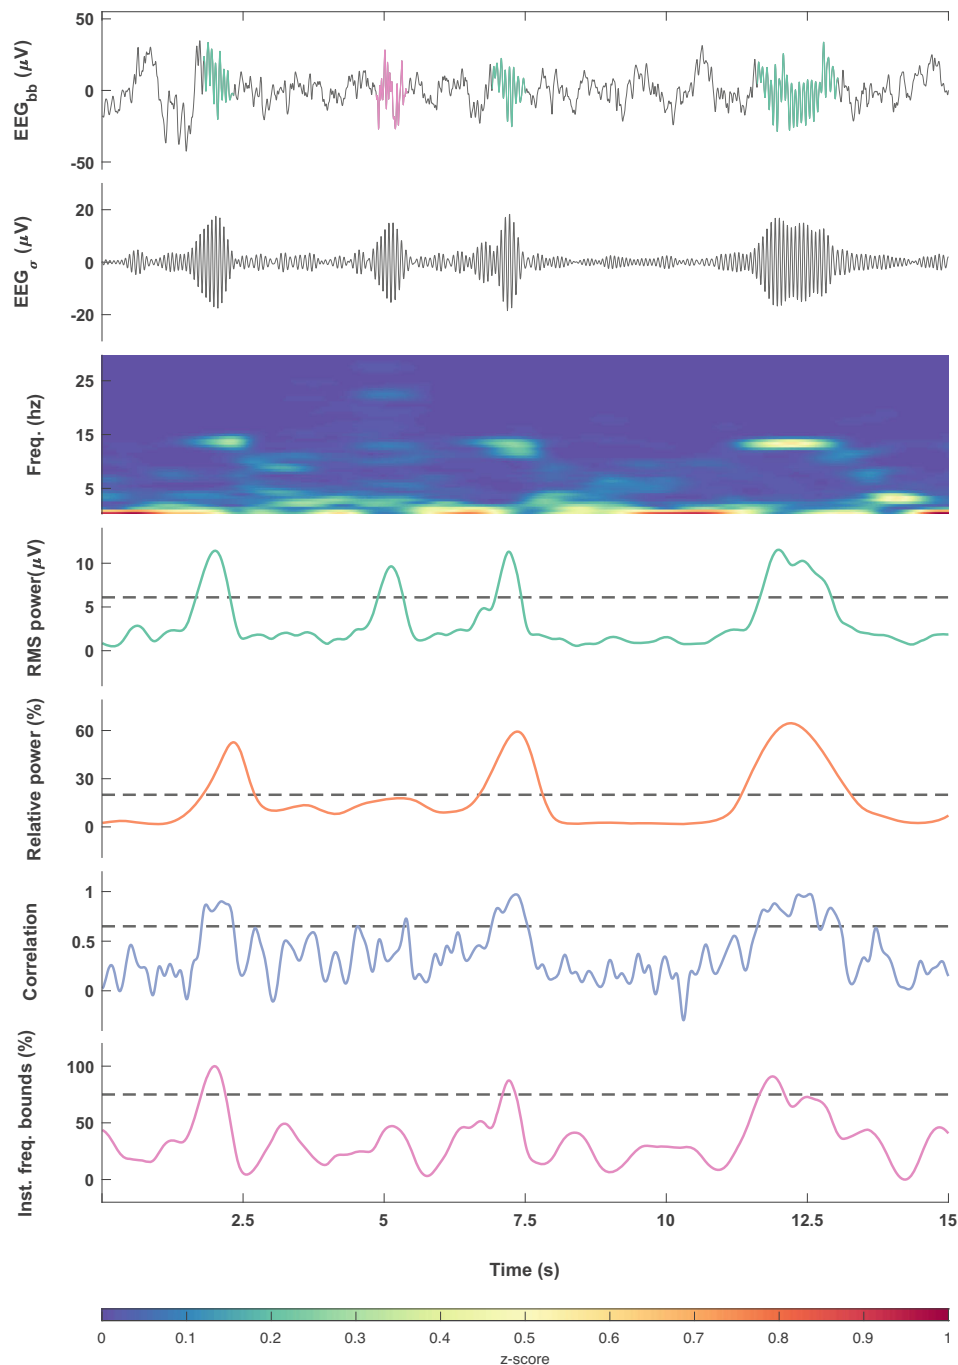 50
0
-50
EEGbb (μV)
20
0
-20
EEGσ (μV)
25
15
5
Freq. (hz)
10
5
0
RMS power(μV)
60
30
0
Relative power (%)
1
0.5
0
Correlation
100
50
0
Inst. freq. bounds (%)
2.5 5 7.5 10 12.5 15
Time (s)
0 0.1 0.2 0.3 0.4 0.5 0.6 0.7 0.8 0.9 1
z-score